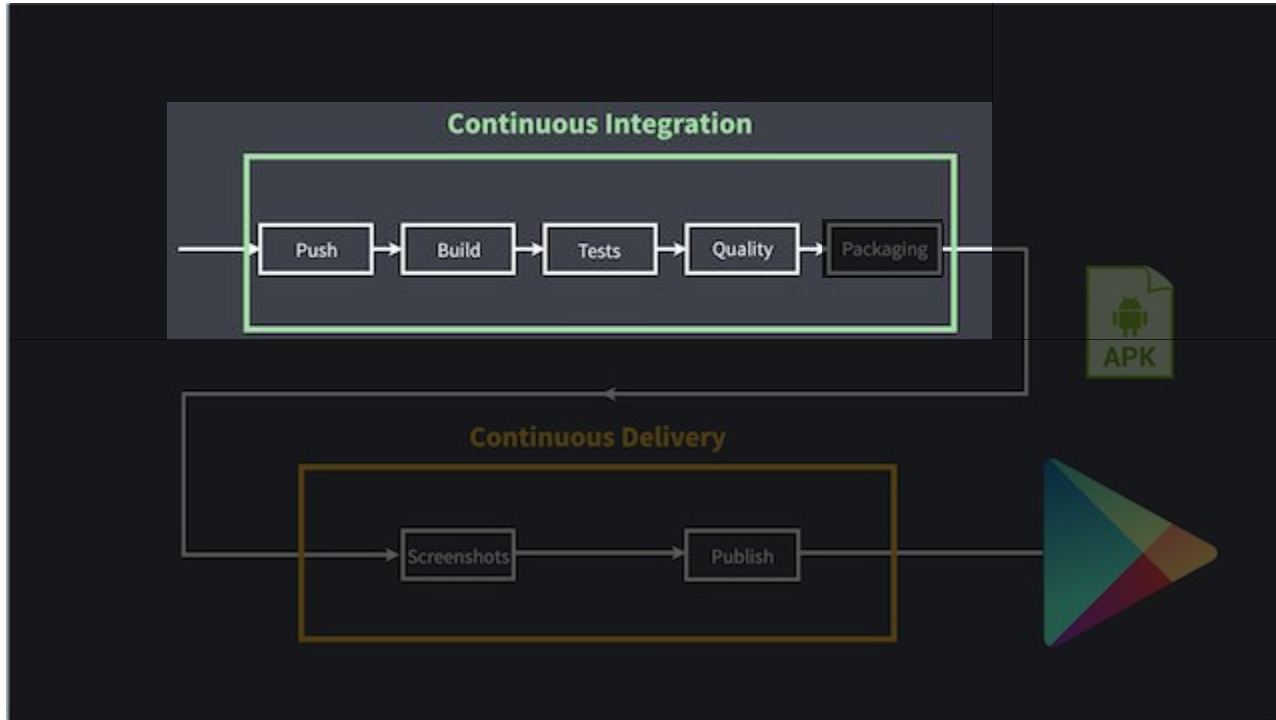 Continuous Integration
Push
Build
Tests
Quality
Packaging
APK
Continuous Delivery
Screenshots
Publish